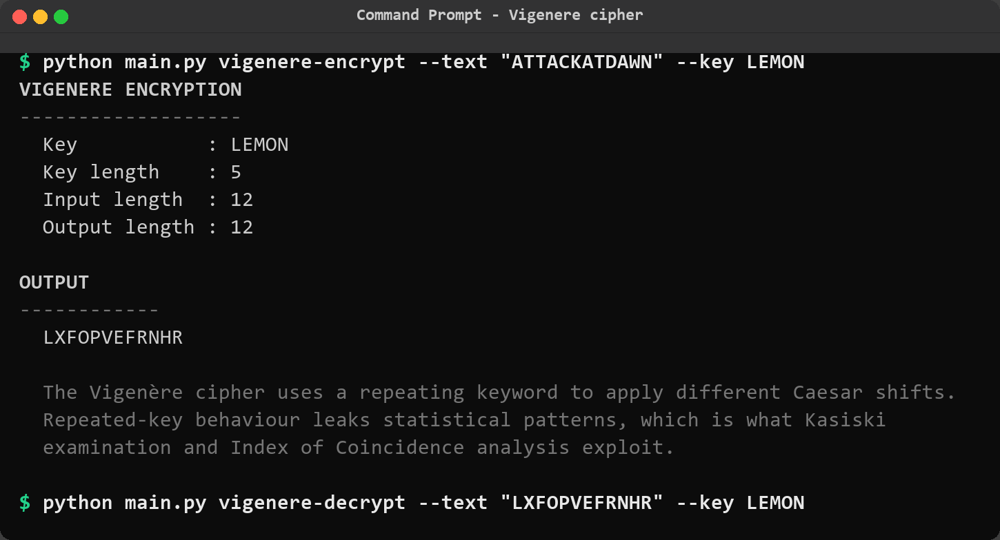 Command Prompt - Vigenere cipher
$ python main.py vigenere-encrypt --text "ATTACKATDAWN" --key LEMON
VIGENERE ENCRYPTION
-------------------
  Key           : LEMON
  Key length    : 5
  Input length  : 12
  Output length : 12

OUTPUT
------------
  LXFOPVEFRNHR

  The Vigenère cipher uses a repeating keyword to apply different Caesar shifts.
  Repeated-key behaviour leaks statistical patterns, which is what Kasiski
  examination and Index of Coincidence analysis exploit.

$ python main.py vigenere-decrypt --text "LXFOPVEFRNHR" --key LEMON